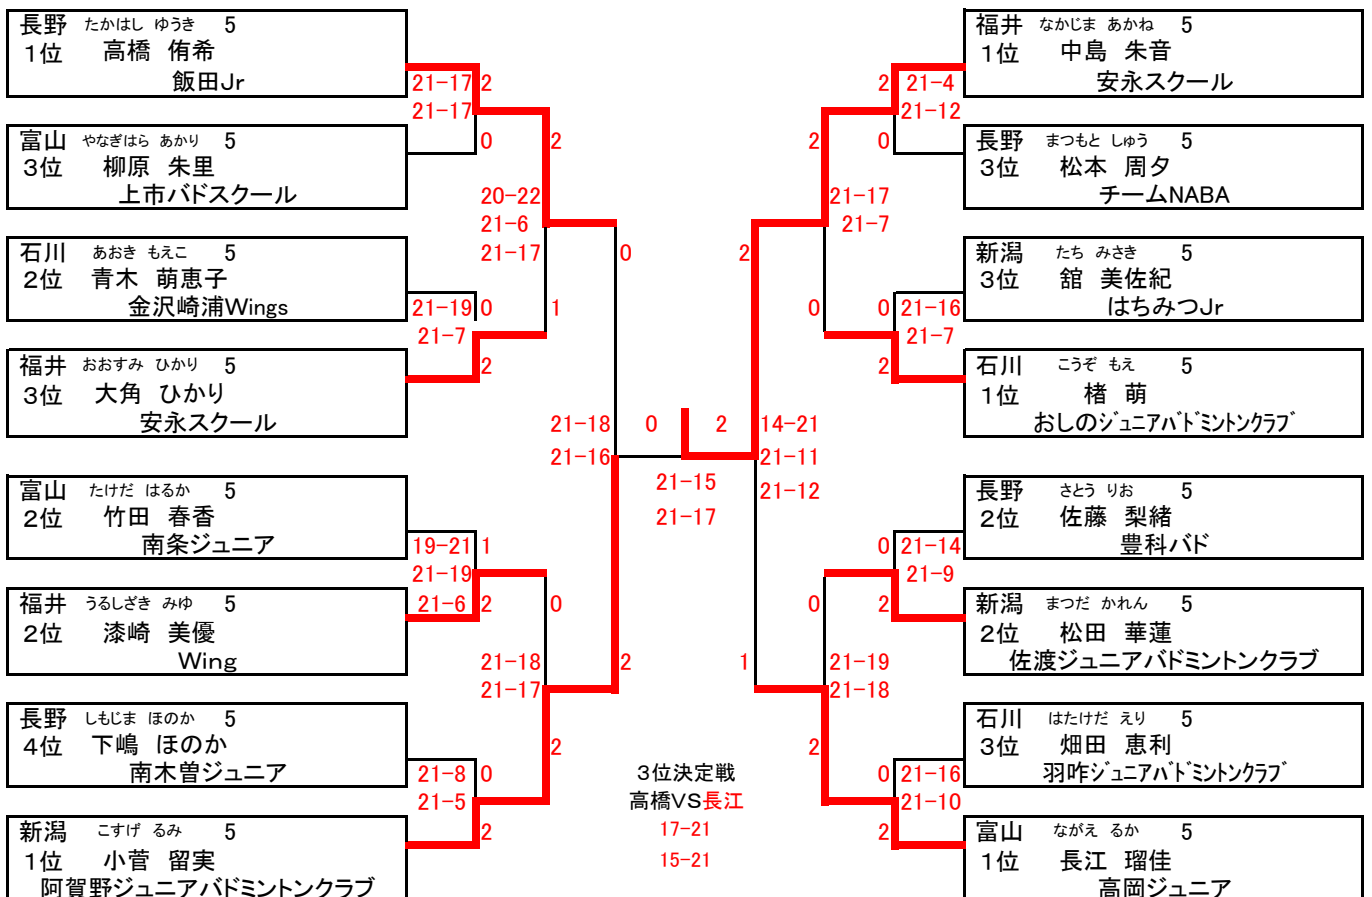 長野 たかはし ゆうき 5
1位 高橋 侑希
飯田Jr
富山 やなぎはら あかり 5
3位 柳原 朱里
上市バドスクール
石川 あおき もえこ 5
2位 青木 萌恵子
金沢崎浦Wings
福井 おおすみ ひかり 5
3位 大角 ひかり
安永スクール
富山 たけだ はるか 5
2位 竹田 春香
南条ジュニア
福井 うるしざき みゆ 5
2位 漆崎 美優
Wing
長野 しもじま ほのか 5
4位 下嶋 ほのか
南木曽ジュニア
新潟 こすげ るみ 5
1位 小菅 留実
阿賀野ジュニアバドミントンクラブ
21-17 2
21-17
0
21-19 0
21-7
2
19-21 1
21-19
21-6 2
21-8 0
21-5
2
2
20-22
21-6
21-17
1
0
21-18
21-17
2
0
21-18
21-16
2
0 2
21-15
21-17
3位決定戦
高橋VS長江
17-21
15-21
2
14-21
21-11
21-12
1
2
21-17
21-7
0
0
21-19
21-18
2
2 21-4
21-12
0
0 21-16
21-7
2
0 21-14
21-9
2
0 21-16
21-10
2
福井 なかじま あかね 5
1位 中島 朱音
安永スクール
長野 まつもと しゅう 5
3位 松本 周夕
チームNABA
新潟 たち みさき 5
3位 舘 美佐紀
はちみつJr
石川 こうぞ もえ 5
1位 楮 萌
おしのジュニアバドミントンクラブ
長野 さとう りお 5
2位 佐藤 梨緒
豊科バド
新潟 まつだ かれん 5
2位 松田 華蓮
佐渡ジュニアバドミントンクラブ
石川 はたけだ えり 5
3位 畑田 恵利
羽咋ジュニアバドミントンクラブ
富山 ながえ るか 5
1位 長江 瑠佳
高岡ジュニア